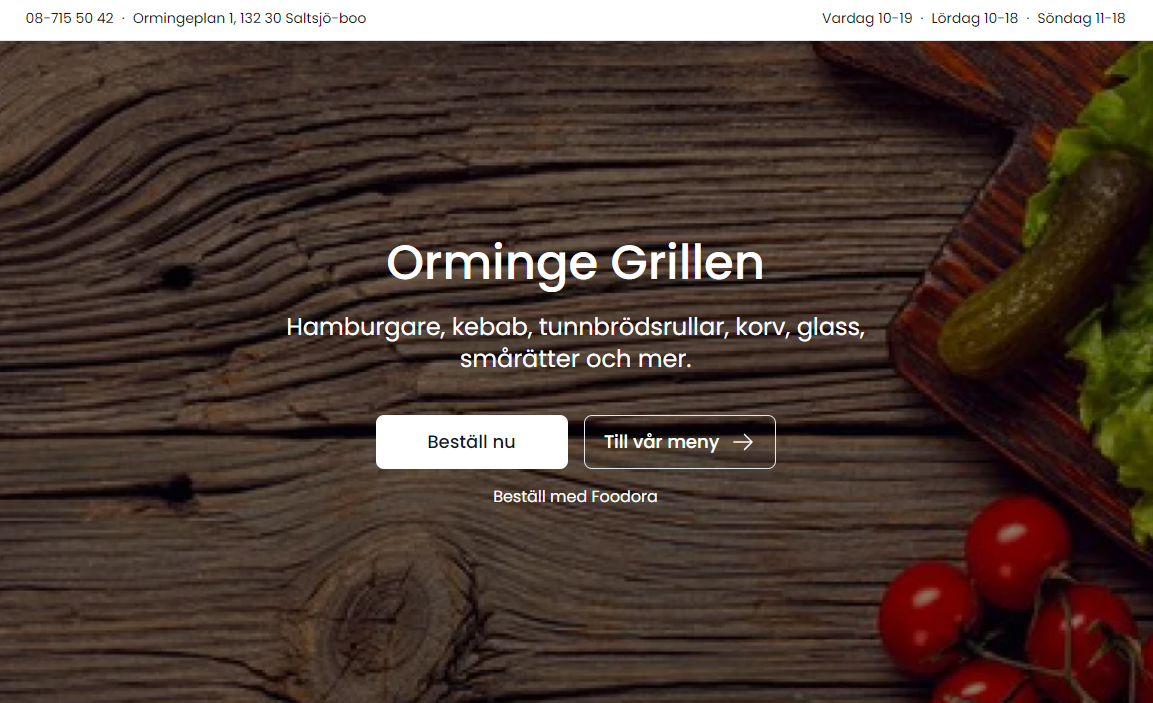 08-715 50 42 · Ormingeplan 1, 132 30 Saltsjö-boo
Vardag 10-19 · Lördag 10-18 · Söndag 11-18
Orminge Grillen
Hamburgare, kebab, tunnbrödsrullar, korv, glass,
smårätter och mer.
Beställ nu
Till vår meny →
Beställ med Foodora